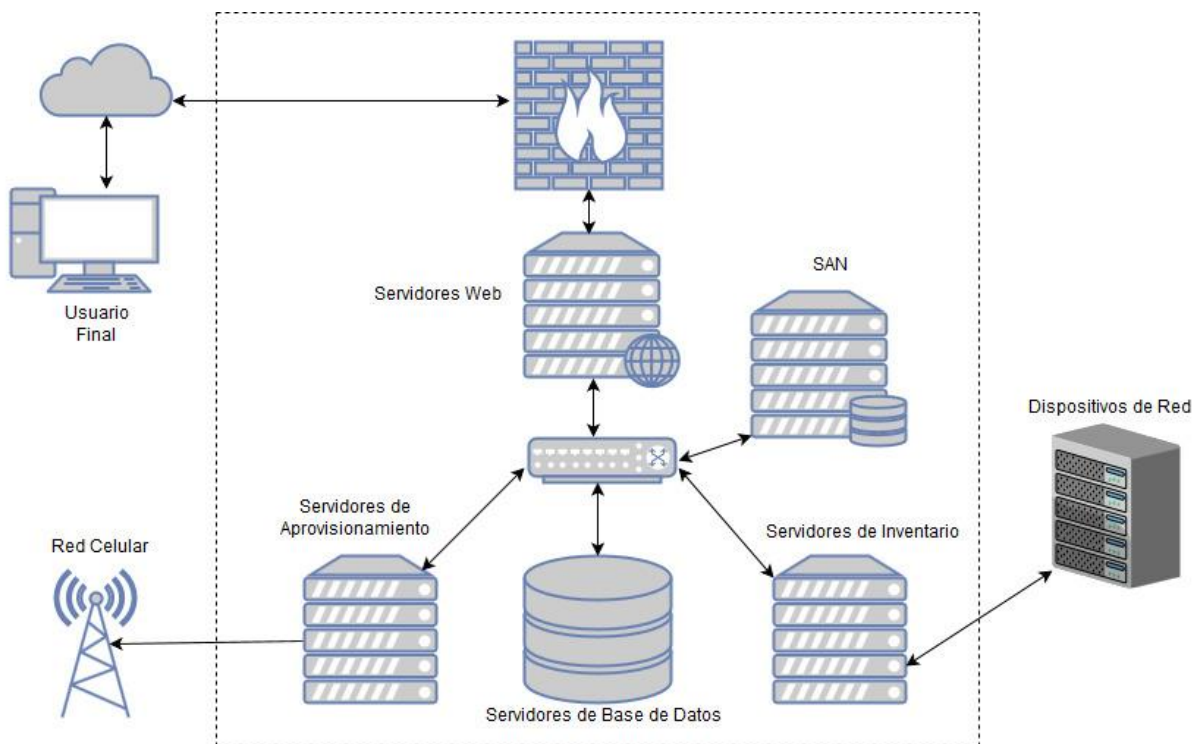 Usuario
Final
Servidores Web
SAN
Dispositivos de Red
Servidores de
Aprovisionamiento
Servidores de Inventario
Red Celular
Servidores de Base de Datos